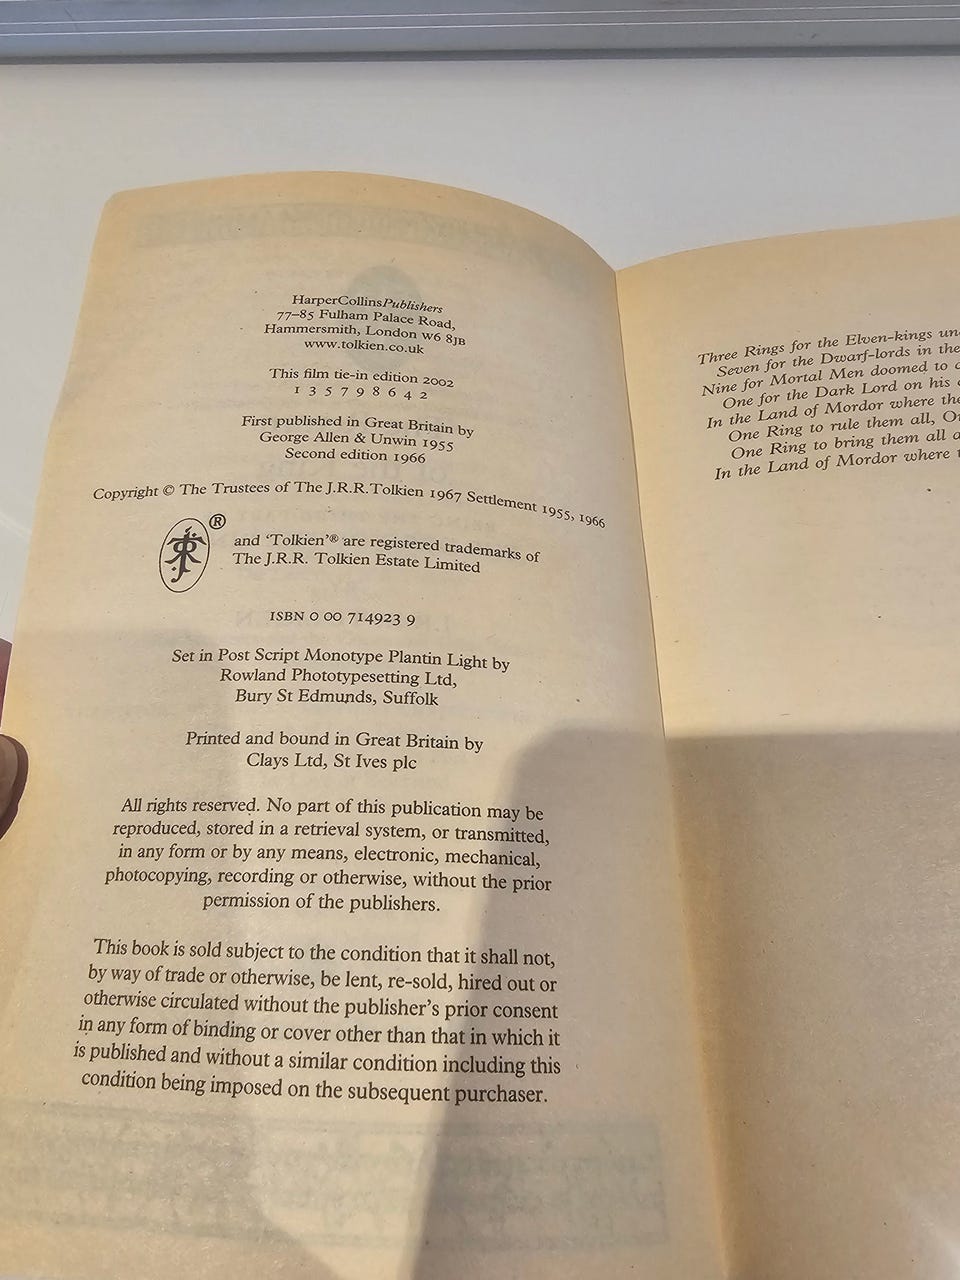 HarperCollinsPublishers
77–85 Fulham Palace Road,
Hammersmith, London W6 8JB
www.tolkien.co.uk
This film tie-in edition 2002
1 3 5 7 9 8 6 4 2
First published in Great Britain by
George Allen & Unwin 1955
Second edition 1966
Copyright © The Trustees of The J.R.R.Tolkien 1967 Settlement 1955, 1966
®
and ‘Tolkien’® are registered trademarks of
The J.R.R. Tolkien Estate Limited
ISBN 0 00 714923 9
Set in Post Script Monotype Plantin Light by
Rowland Phototypesetting Ltd,
Bury St Edmunds, Suffolk
Printed and bound in Great Britain by
Clays Ltd, St Ives plc
All rights reserved. No part of this publication may be
reproduced, stored in a retrieval system, or transmitted,
in any form or by any means, electronic, mechanical,
photocopying, recording or otherwise, without the prior
permission of the publishers.
This book is sold subject to the condition that it shall not,
by way of trade or otherwise, be lent, re-sold, hired out or
otherwise circulated without the publisher’s prior consent
in any form of binding or cover other than that in which it
is published and without a similar condition including this
condition being imposed on the subsequent purchaser.
Three Rings for the Elven-kings
Seven for the Dwarf-lords in the
Nine for Mortal Men doomed to
One for the Dark Lord on his
In the Land of Mordor where the
One Ring to rule them all,
One Ring to bring them all
In the Land of Mordor where